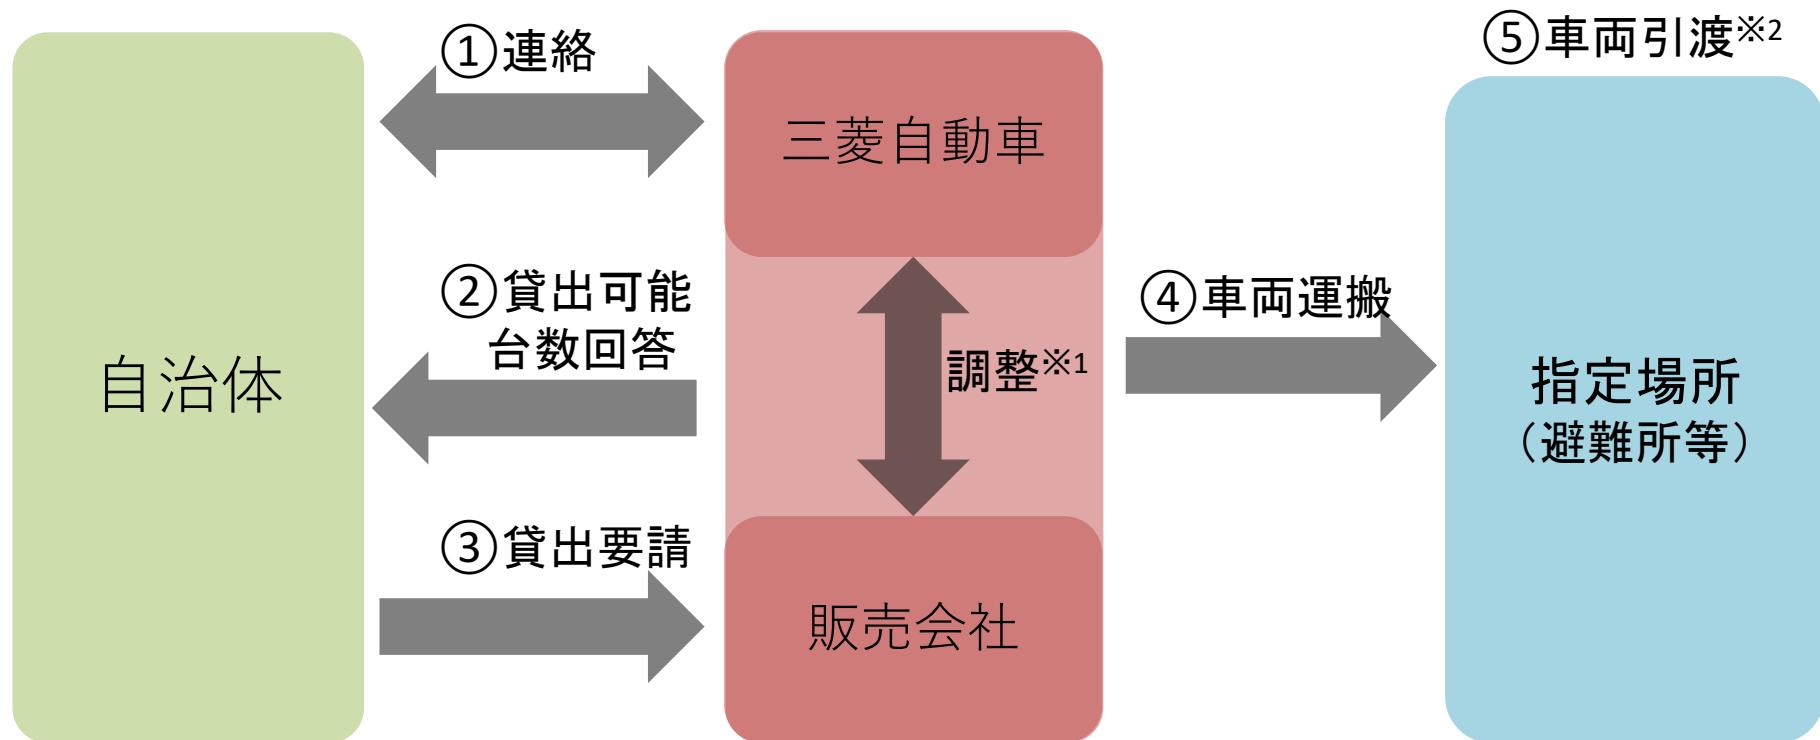 ①連絡
②貸出可能
台数回答
③貸出要請
自治体
三菱自動車
調整※1
販売会社
④車両運搬
⑤車両引渡※2
指定場所
（避難所等）